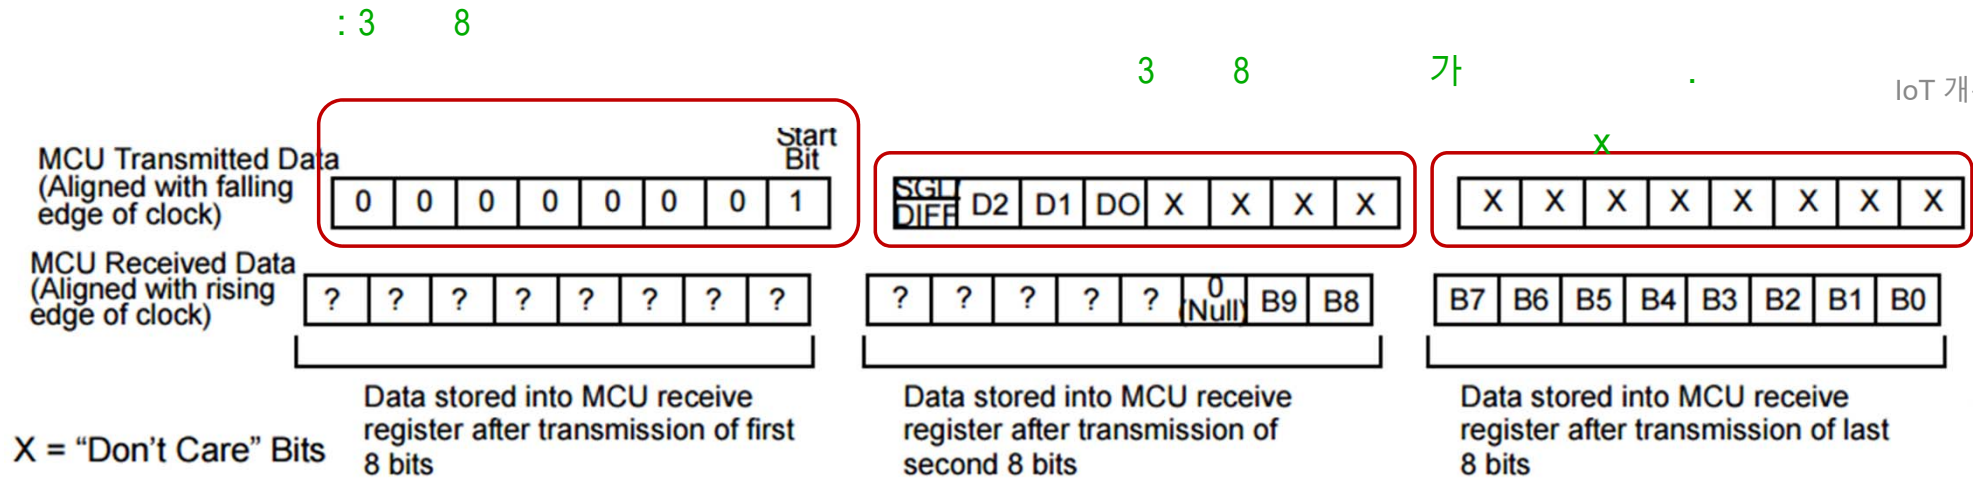 : 3 8
3 8 가 .
IoT 개
x
Start
Bit
MCU Transmitted Data
(Aligned with falling
edge of clock)
0 0 0 0 0 0 0 1
SGL/
DIFF D2 D1 DO X X X X
X X X X X X X X
MCU Received Data
(Aligned with rising
edge of clock)
? ? ? ? ? ? ? ?
? ? ? ? ? 0
(Null) B9 B8
B7 B6 B5 B4 B3 B2 B1 B0
Data stored into MCU receive
register after transmission of first
8 bits
Data stored into MCU receive
register after transmission of
second 8 bits
Data stored into MCU receive
register after transmission of last
8 bits
X = “Don’t Care” Bits